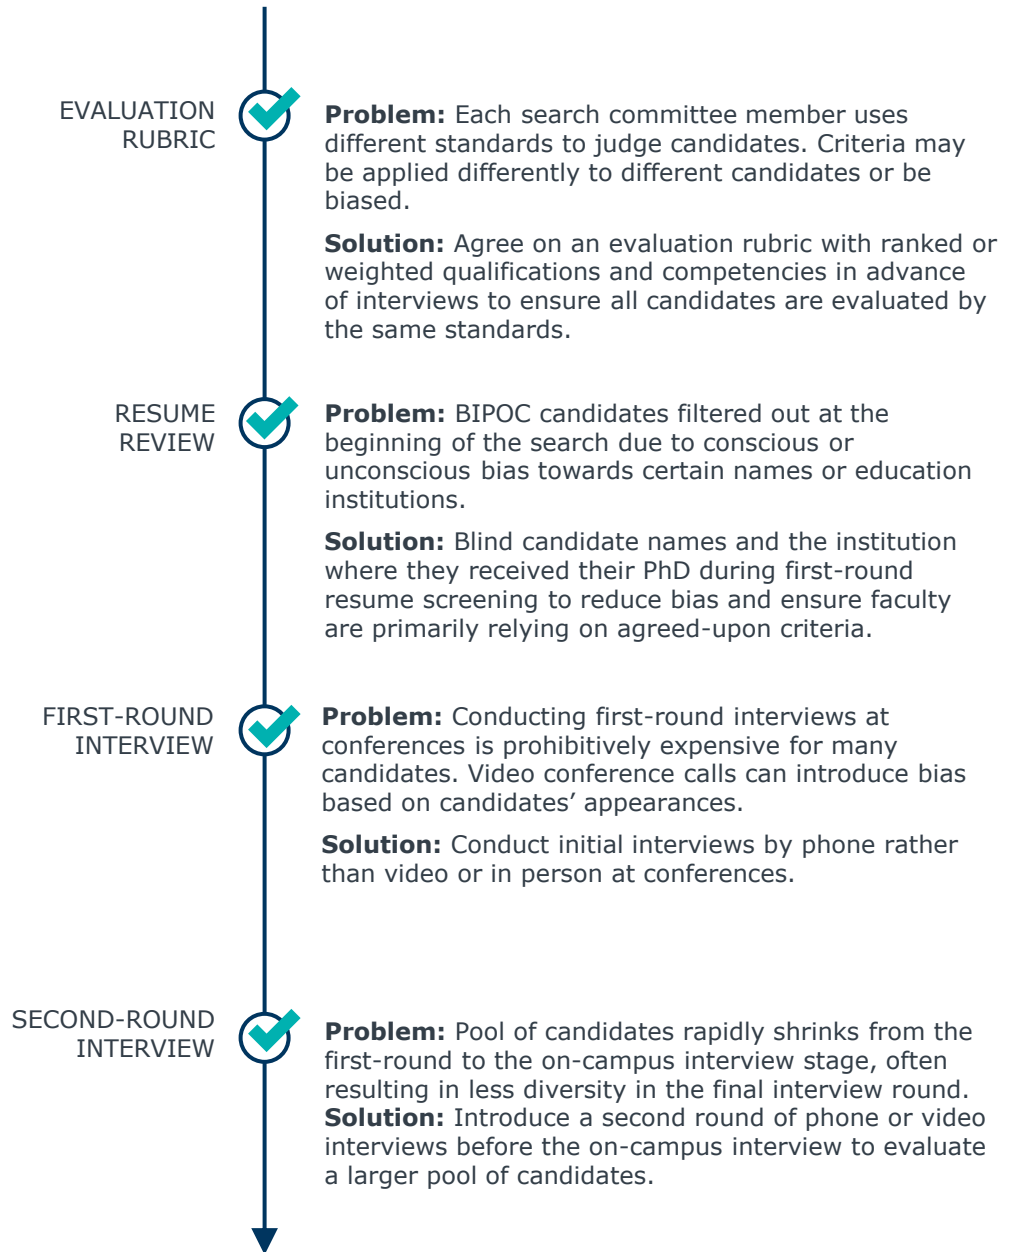 EVALUATION
RUBRIC
Problem: Each search committee member uses
different standards to judge candidates. Criteria may
be applied differently to different candidates or be
biased.
Solution: Agree on an evaluation rubric with ranked or
weighted qualifications and competencies in advance
of interviews to ensure all candidates are evaluated by
the same standards.
RESUME
REVIEW
Problem: BIPOC candidates filtered out at the
beginning of the search due to conscious or
unconscious bias towards certain names or education
institutions.
Solution: Blind candidate names and the institution
where they received their PhD during first-round
resume screening to reduce bias and ensure faculty
are primarily relying on agreed-upon criteria.
FIRST-ROUND
INTERVIEW
Problem: Conducting first-round interviews at
conferences is prohibitively expensive for many
candidates. Video conference calls can introduce bias
based on candidates’ appearances.
Solution: Conduct initial interviews by phone rather
than video or in person at conferences.
SECOND-ROUND
INTERVIEW
Problem: Pool of candidates rapidly shrinks from the
first-round to the on-campus interview stage, often
resulting in less diversity in the final interview round.
Solution: Introduce a second round of phone or video
interviews before the on-campus interview to evaluate
a larger pool of candidates.